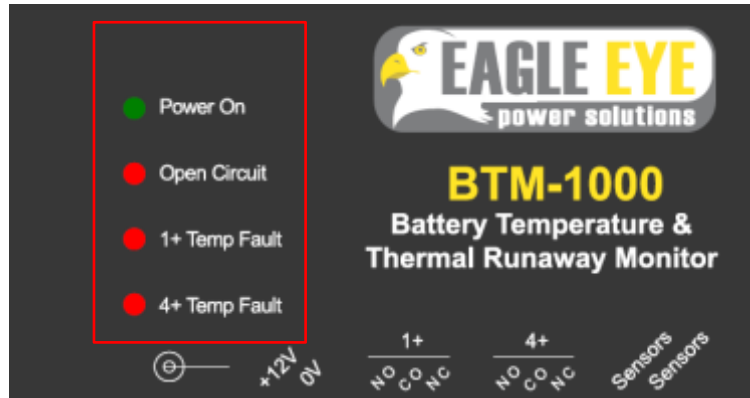 EAGLE EYE
power solutions
Power On
Open Circuit
1+ Temp Fault
4+ Temp Fault
BTM-1000
Battery Temperature &
Thermal Runaway Monitor
+12V
0V
1+
NO CO NC
4+
NO CO NC
Sensors
Sensors